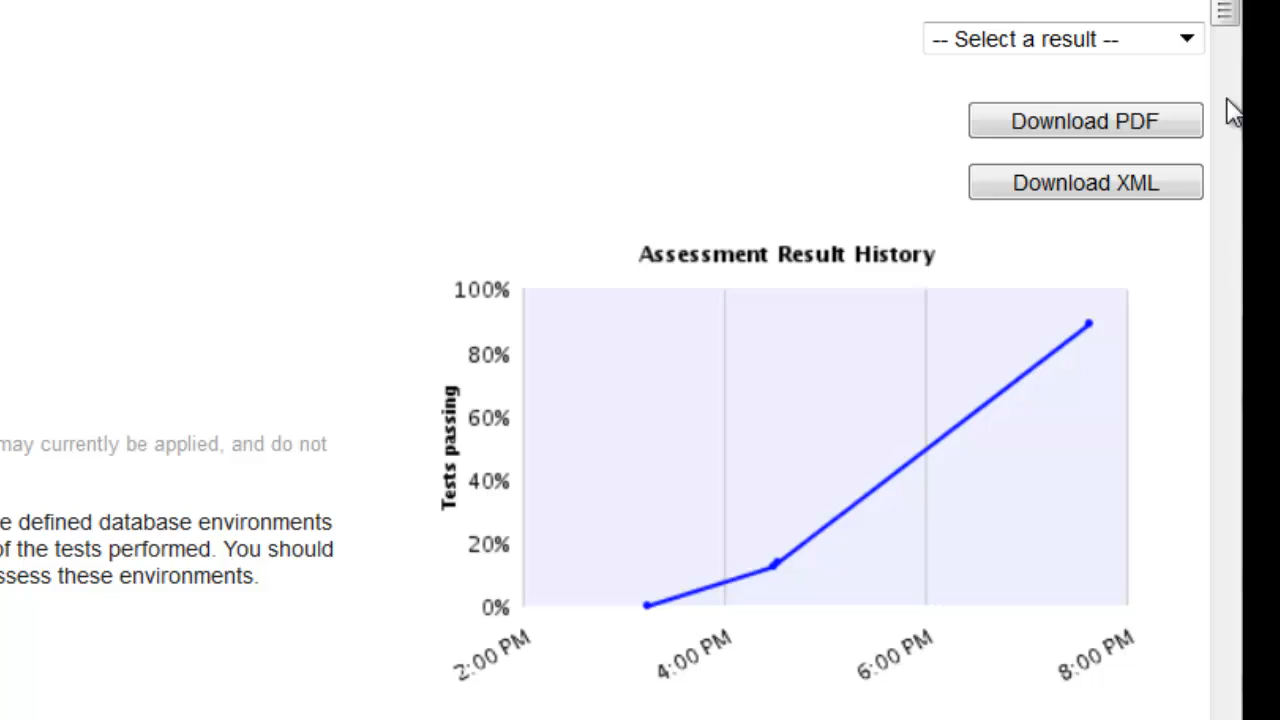 -- Select a result --
Download PDF
Download XML
Assessment Result History
100%
80%
60%
40%
20%
0%
Tests passing
2:00 PM
4:00 PM
6:00 PM
8:00 PM
may currently be applied, and do not
e defined database environments
of the tests performed. You should
ssess these environments.